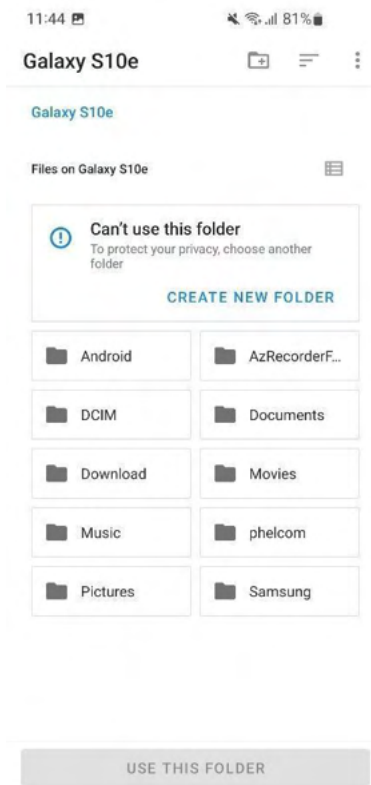 11:44 81%
Galaxy S10e
Galaxy S10e
Files on Galaxy S10e
Can't use this folder
To protect your privacy, choose another
folder
CREATE NEW FOLDER
Android AzRecorderF...
DCIM Documents
Download Movies
Music phelcom
Pictures Samsung
USE THIS FOLDER